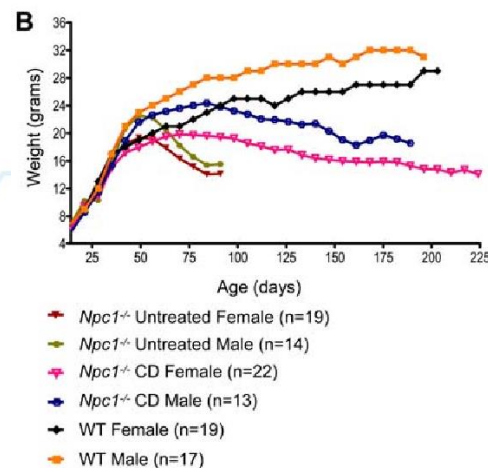 B
36
32
28
24
20
16
12
8
4
Weight (grams)
25 50 75 100 125 150 175 200 225
Age (days)
Npc1-/- Untreated Female (n=19)
Npc1-/- Untreated Male (n=14)
Npc1-/- CD Female (n=22)
Npc1-/- CD Male (n=13)
WT Female (n=19)
WT Male (n=17)